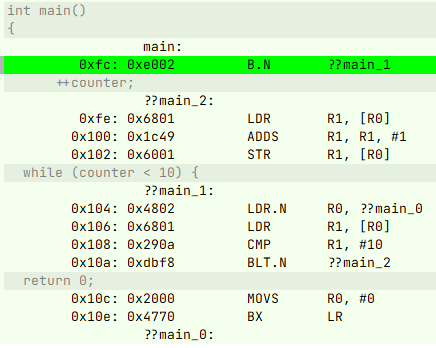 int main()
{
main:
0xfc: 0xe002 B.N ??main_1
++counter;
??main_2:
0xfe: 0x6801 LDR R1, [R0]
0x100: 0x1c49 ADDS R1, R1, #1
0x102: 0x6001 STR R1, [R0]
while (counter < 10) {
??main_1:
0x104: 0x4802 LDR.N R0, ??main_0
0x106: 0x6801 LDR R1, [R0]
0x108: 0x290a CMP R1, #10
0x10a: 0xdbf8 BLT.N ??main_2
return 0;
0x10c: 0x2000 MOVS R0, #0
0x10e: 0x4770 BX LR
??main_0: